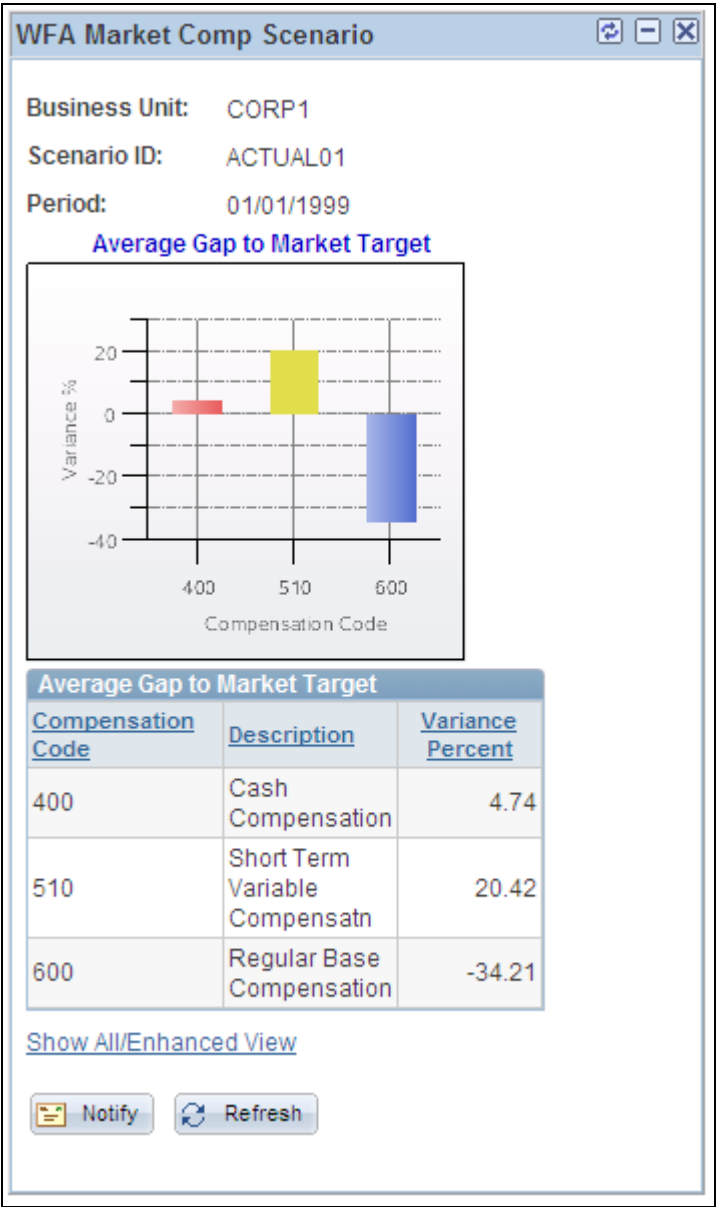 WFA Market Comp Scenario
Business Unit: CORP1
Scenario ID: ACTUAL01
Period: 01/01/1999
Average Gap to Market Target
20
0
-20
-40
Variance %
400 510 600
Compensation Code
Average Gap to Market Target
Compensation Code Description Variance Percent
400 Cash Compensation 4.74
510 Short Term Variable Compensatn 20.42
600 Regular Base Compensation -34.21
Show All/Enhanced View
Notify Refresh